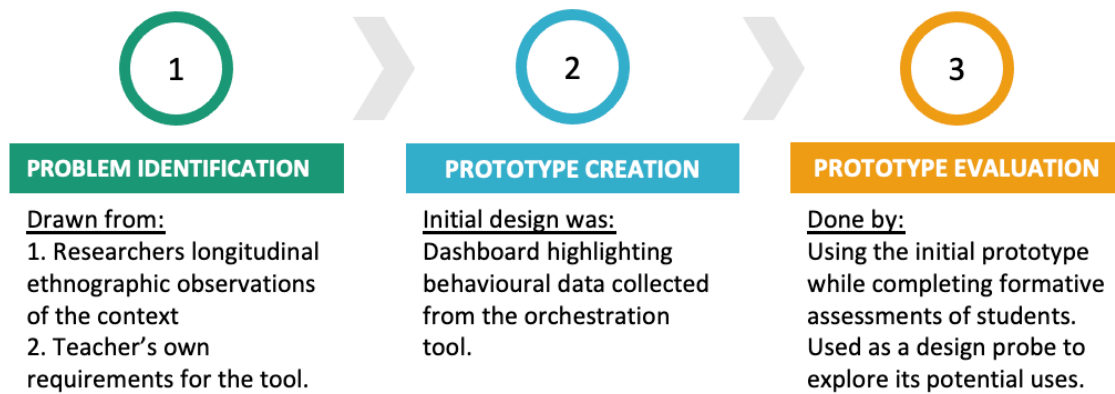 1
PROBLEM IDENTIFICATION
Drawn from:
1. Researchers longitudinal
ethnographic observations
of the context
2. Teacher’s own
requirements for the tool.
2
PROTOTYPE CREATION
Initial design was:
Dashboard highlighting
behavioural data collected
from the orchestration
tool.
3
PROTOTYPE EVALUATION
Done by:
Using the initial prototype
while completing formative
assessments of students.
Used as a design probe to
explore its potential uses.